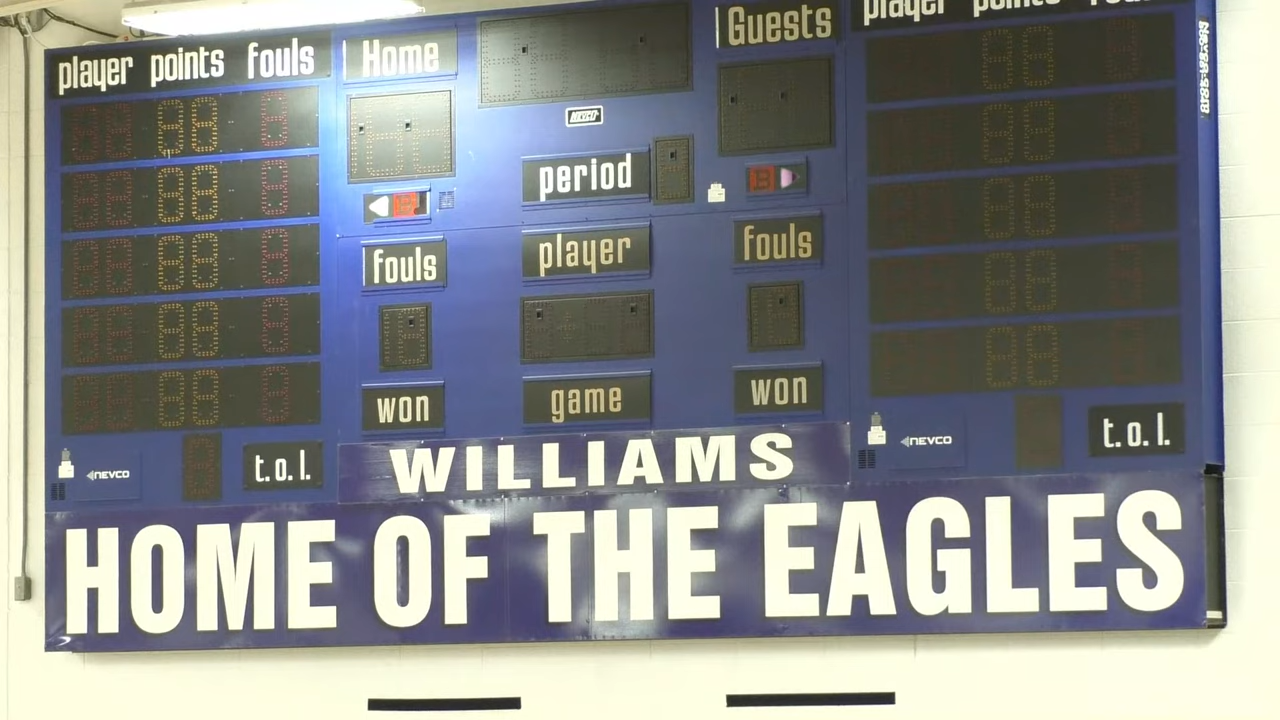 player points fouls
Home
Guests
player points fouls
NEVCO
period
B
B
fouls
player
fouls
won
game
won
NEVCO
t.o.l.
NEVCO
t.o.l.
WILLIAMS
HOME OF THE EAGLES